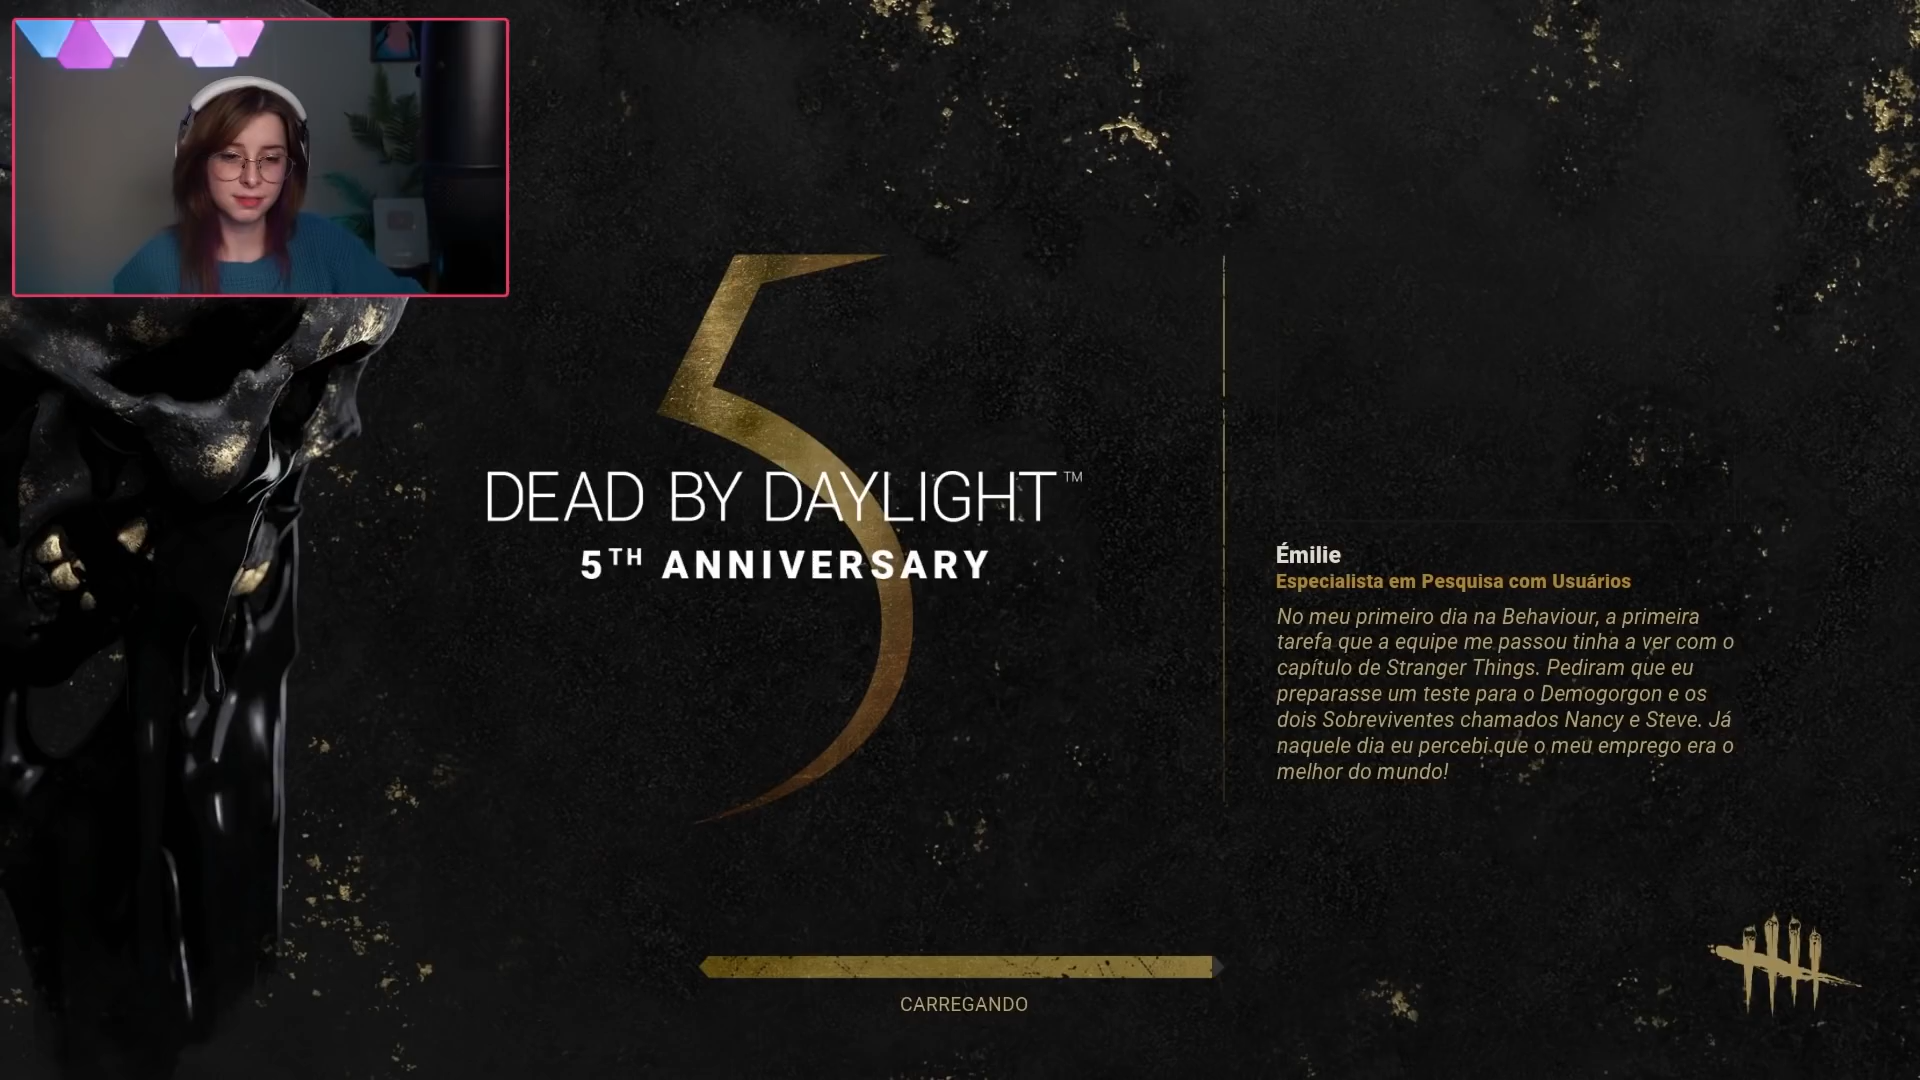 DEAD BY DAYLIGHT™
5TH ANNIVERSARY
Émilie
Especialista em Pesquisa com Usuários
No meu primeiro dia na Behaviour, a primeira
tarefa que a equipe me passou tinha a ver com o
capítulo de Stranger Things. Pediram que eu
preparasse um teste para o Demogorgon e os
dois Sobreviventes chamados Nancy e Steve. Já
naquele dia eu percebi que o meu emprego era o
melhor do mundo!
CARREGANDO